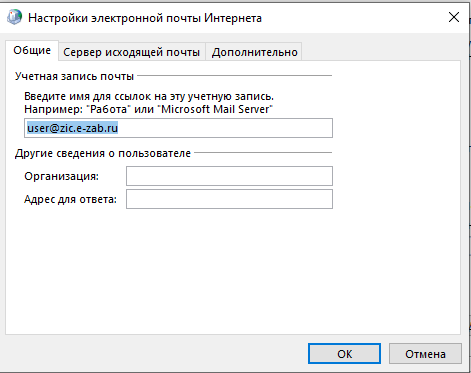 Настройки электронной почты Интернета
Общие Сервер исходящей почты Дополнительно
Учетная запись почты
Введите имя для ссылок на эту учетную запись.
Например: "Работа" или "Microsoft Mail Server"
user@zic.e-zab.ru
Другие сведения о пользователе
Организация:
Адрес для ответа:
ОК Отмена